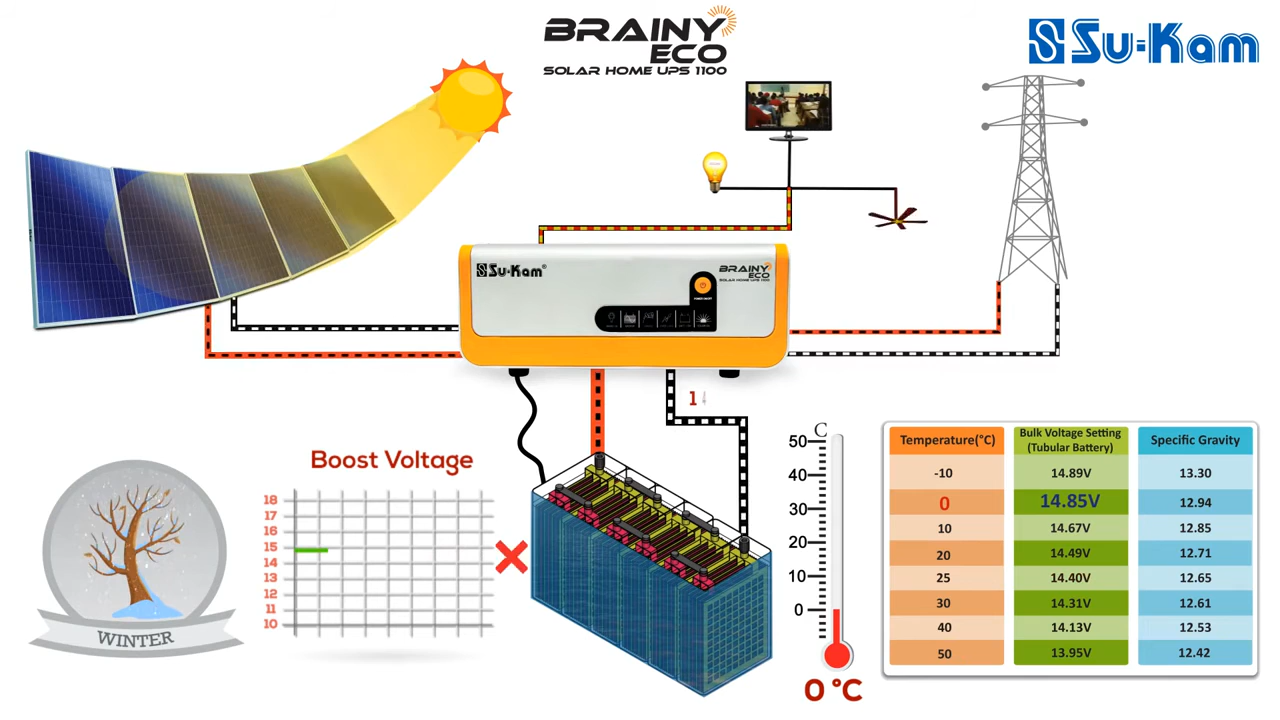 BRAINY
ECO
SOLAR HOME UPS 1100
Su-Kam
Su-Kam®
BRAINY
ECO
SOLAR HOME UPS 1100
POWER ON/OFF
1
Boost Voltage
18
17
16
15
14
13
12
11
10
WINTER
C
50
40
30
20
10
0
0 °C
Temperature(°C) Bulk Voltage Setting (Tubular Battery) Specific Gravity
-10 14.89V 13.30
0 14.85V 12.94
10 14.67V 12.85
20 14.49V 12.71
25 14.40V 12.65
30 14.31V 12.61
40 14.13V 12.53
50 13.95V 12.42